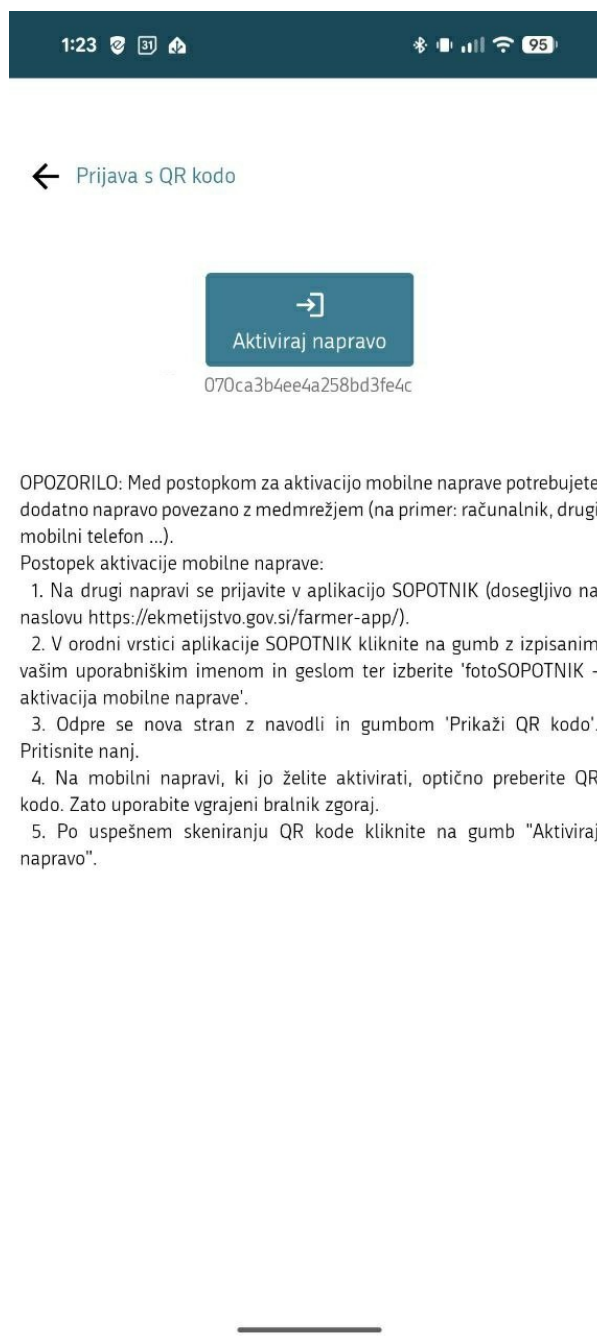 1:23 31 95
Prijava s QR kodo
Aktiviraj napravo
070ca3b4ee4a258bd3fe4c
OPOZORILO: Med postopkom za aktivacijo mobilne naprave potrebujete
dodatno napravo povezano z medmrežjem (na primer: računalnik, drugi
mobilni telefon ...).
Postopek aktivacije mobilne naprave:
1. Na drugi napravi se prijavite v aplikacijo SOPOTNIK (dosegljivo na
naslovu https://ekmetijstvo.gov.si/farmer-app/).
2. V orodni vrstici aplikacije SOPOTNIK kliknite na gumb z izpisanim
vašim uporabniškim imenom in geslom ter izberite 'fotoSOPOTNIK -
aktivacija mobilne naprave'.
3. Odpre se nova stran z navodli in gumbom 'Prikaži QR kodo'.
Pritisnite nanj.
4. Na mobilni napravi, ki jo želite aktivirati, optično preberite QR
kodo. Zato uporabite vgrajeni bralnik zgoraj.
5. Po uspešnem skeniranju QR kode kliknite na gumb "Aktiviraj
napravo".